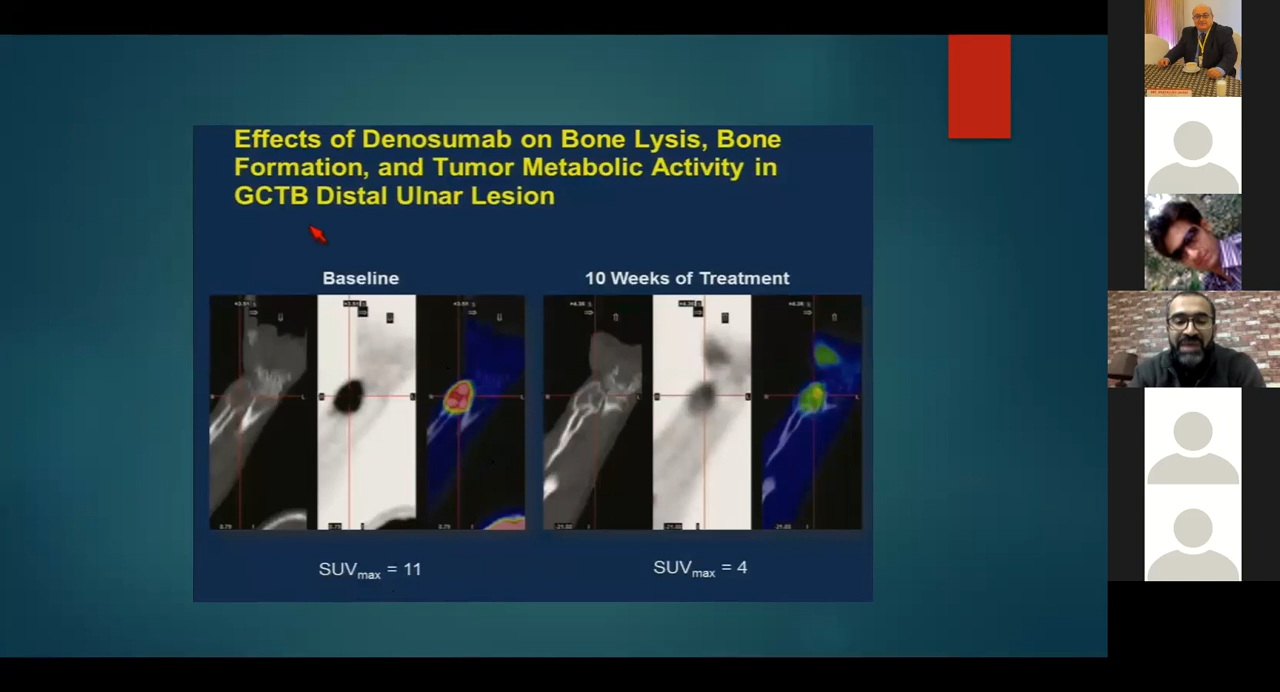 Effects of Denosumab on Bone Lysis, Bone
Formation, and Tumor Metabolic Activity in
GCTB Distal Ulnar Lesion
Baseline
10 Weeks of Treatment
R
L
R
L
SUVmax = 11
SUVmax = 4